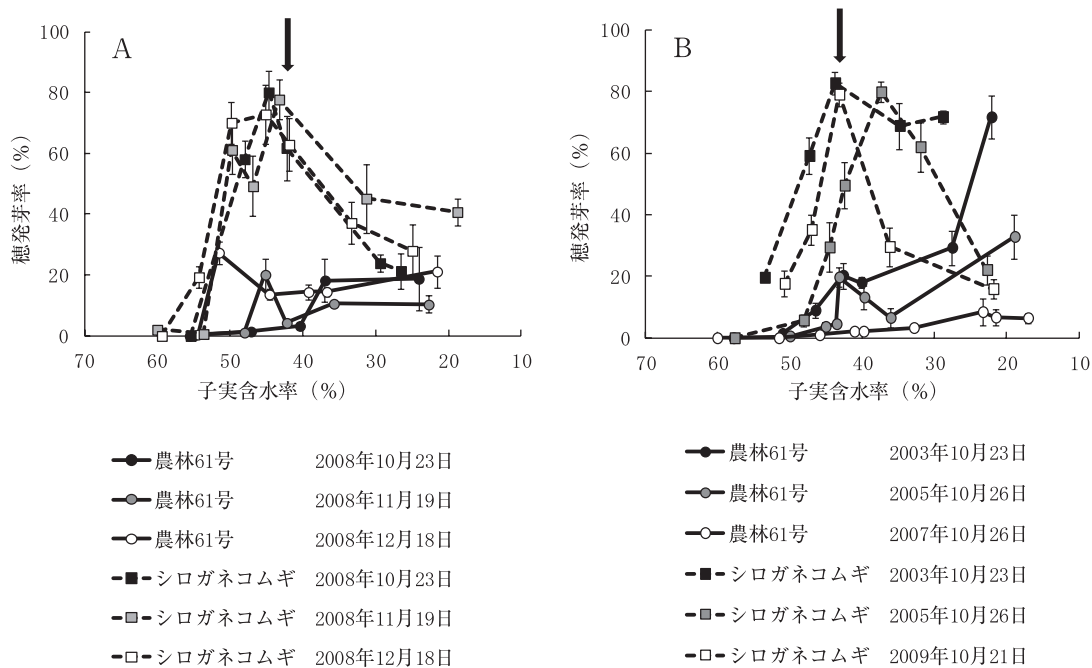 A
100
80
60
40
20
0
穂発芽率（%）
70 60 50 40 30 20 10
子実含水率（%）
農林61号 2008年10月23日
農林61号 2008年11月19日
農林61号 2008年12月18日
シロガネコムギ 2008年10月23日
シロガネコムギ 2008年11月19日
シロガネコムギ 2008年12月18日
B
100
80
60
40
20
0
穂発芽率（%）
70 60 50 40 30 20 10
子実含水率（%）
農林61号 2003年10月23日
農林61号 2005年10月26日
農林61号 2007年10月26日
シロガネコムギ 2003年10月23日
シロガネコムギ 2005年10月26日
シロガネコムギ 2009年10月21日